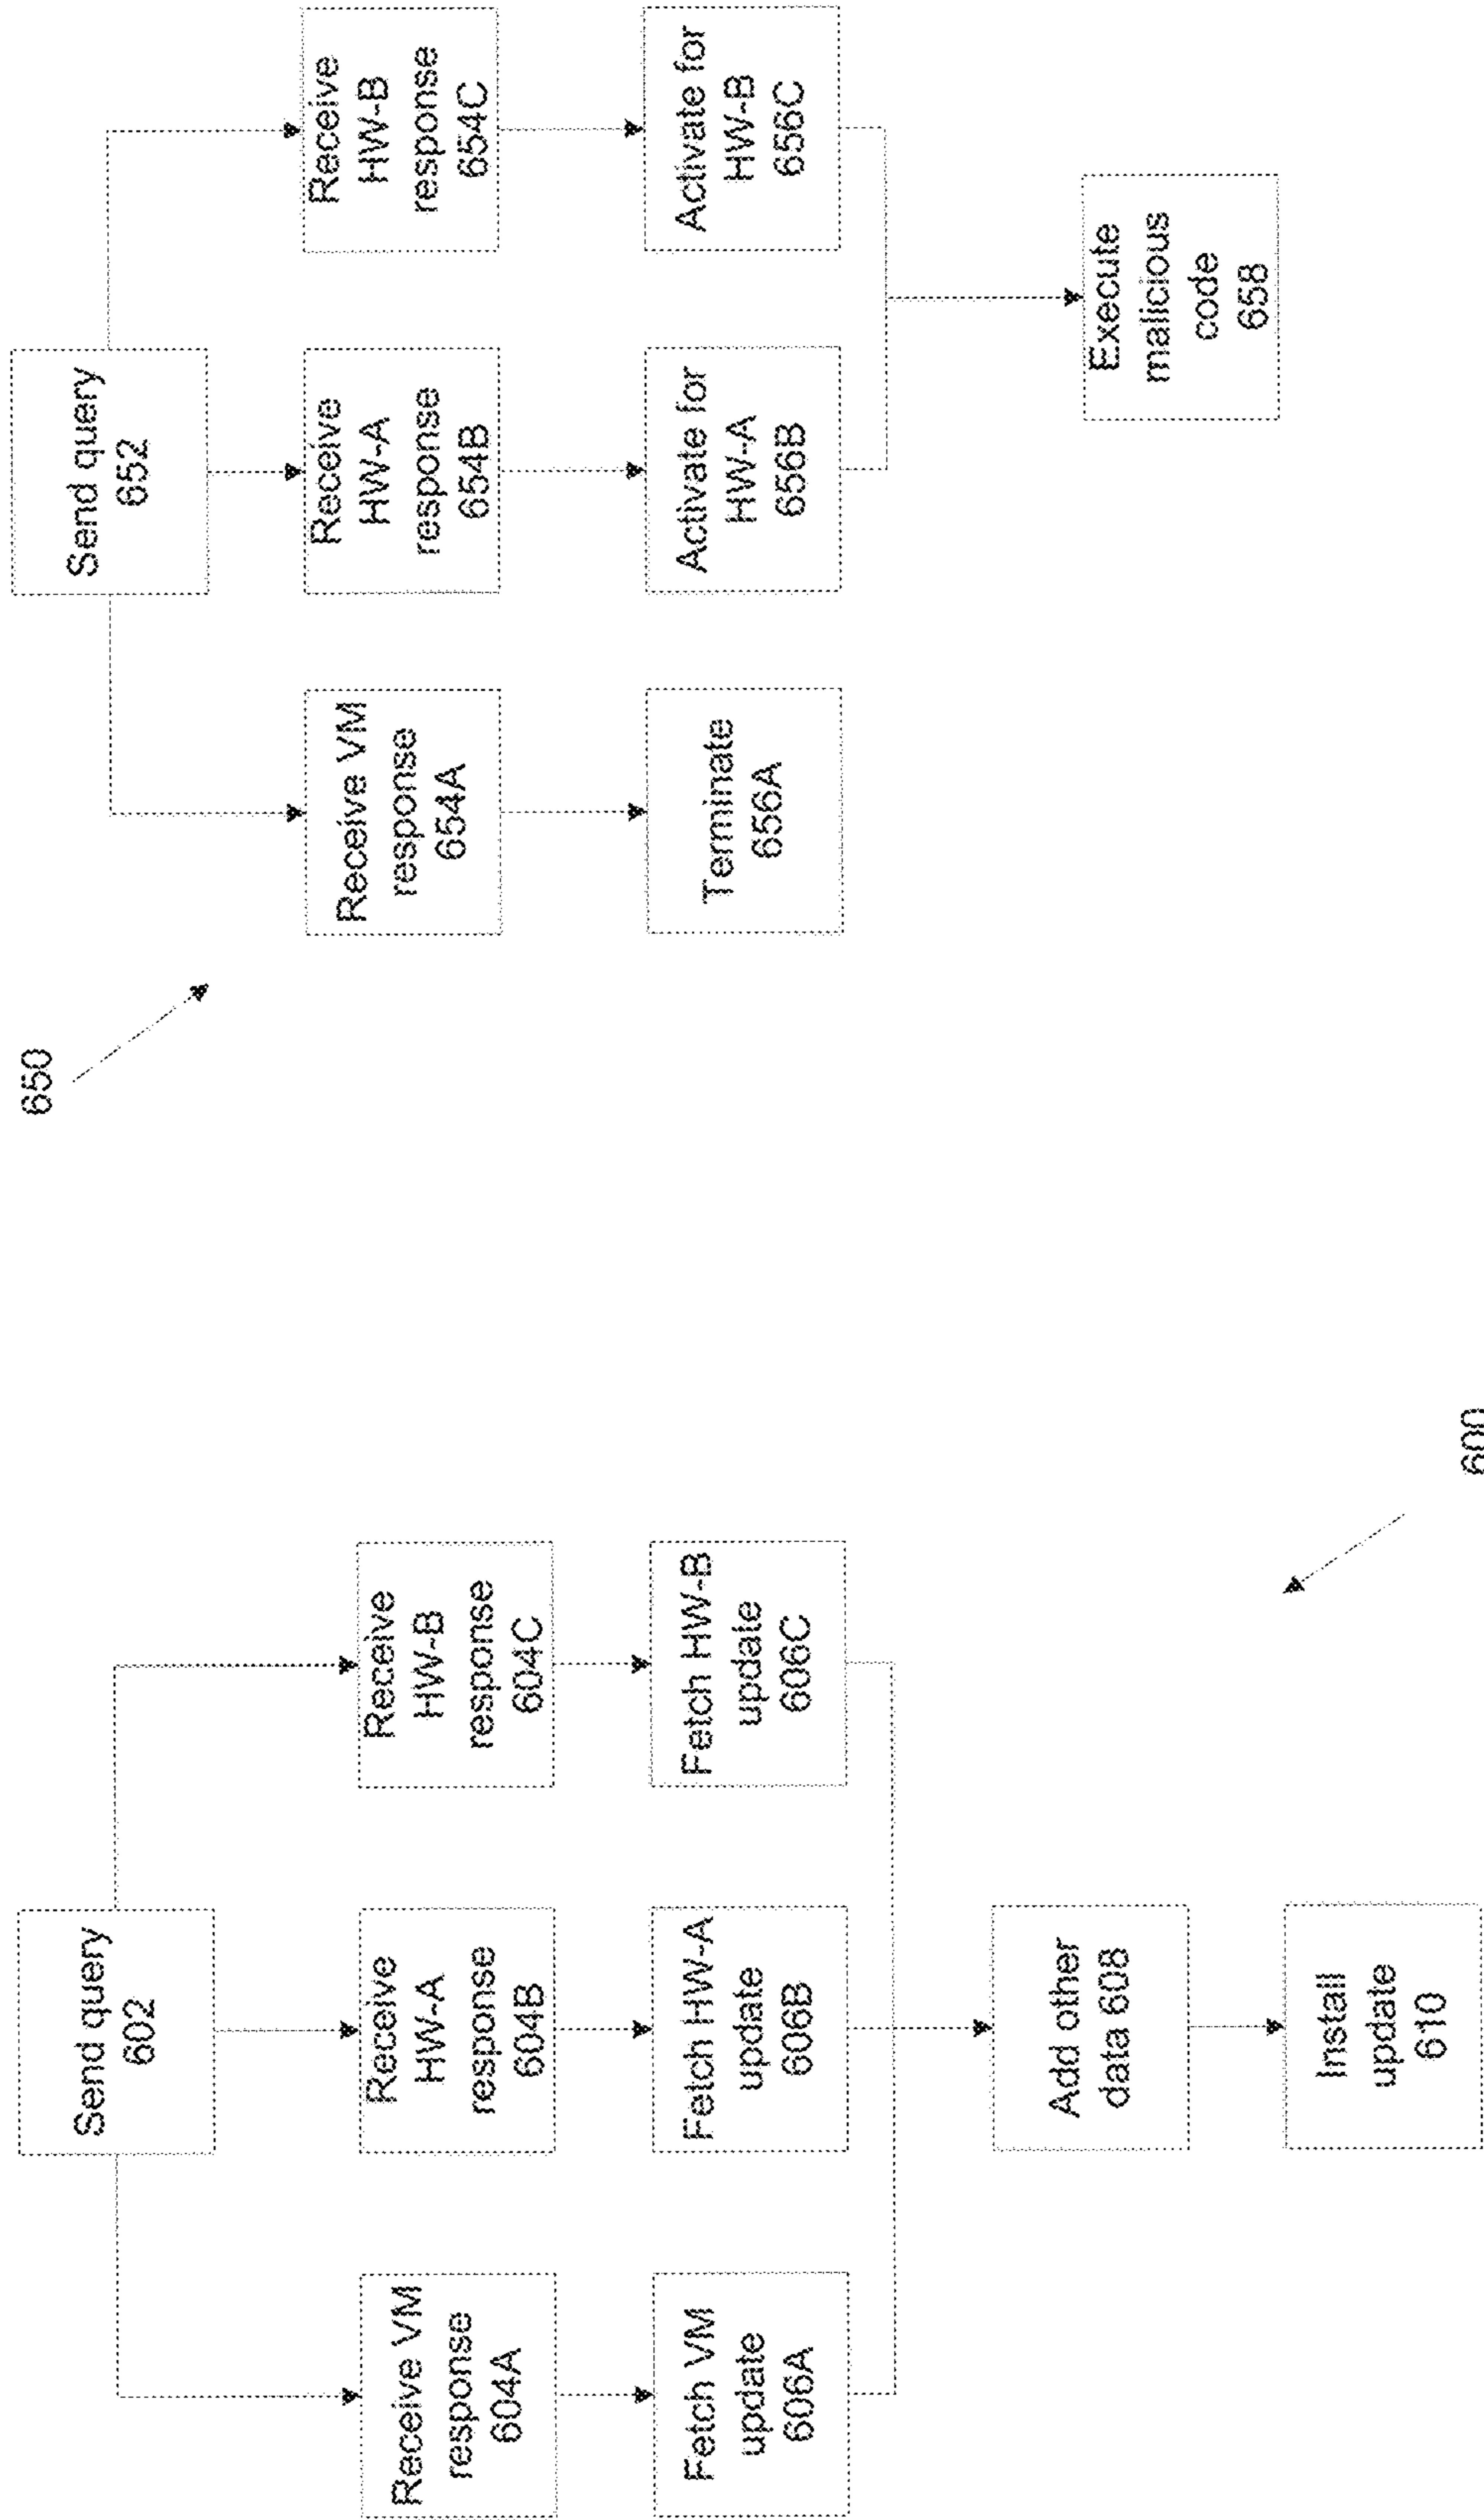 Send query
602
Receive VM
response
604A
Receive
HW-A
response
604B
Receive
HW-B
response
604C
Fetch VM
update
606A
Fetch HW-A
update
606B
Fetch HW-B
update
606C
Add other
data 608
Install
update
610
600
650
Send query
652
Receive VM
response
654A
Receive
HW-A
response
654B
Receive
HW-B
response
654C
Terminate
656A
Activate for
HW-A
656B
Activate for
HW-B
656C
Execute
malicious
code
658